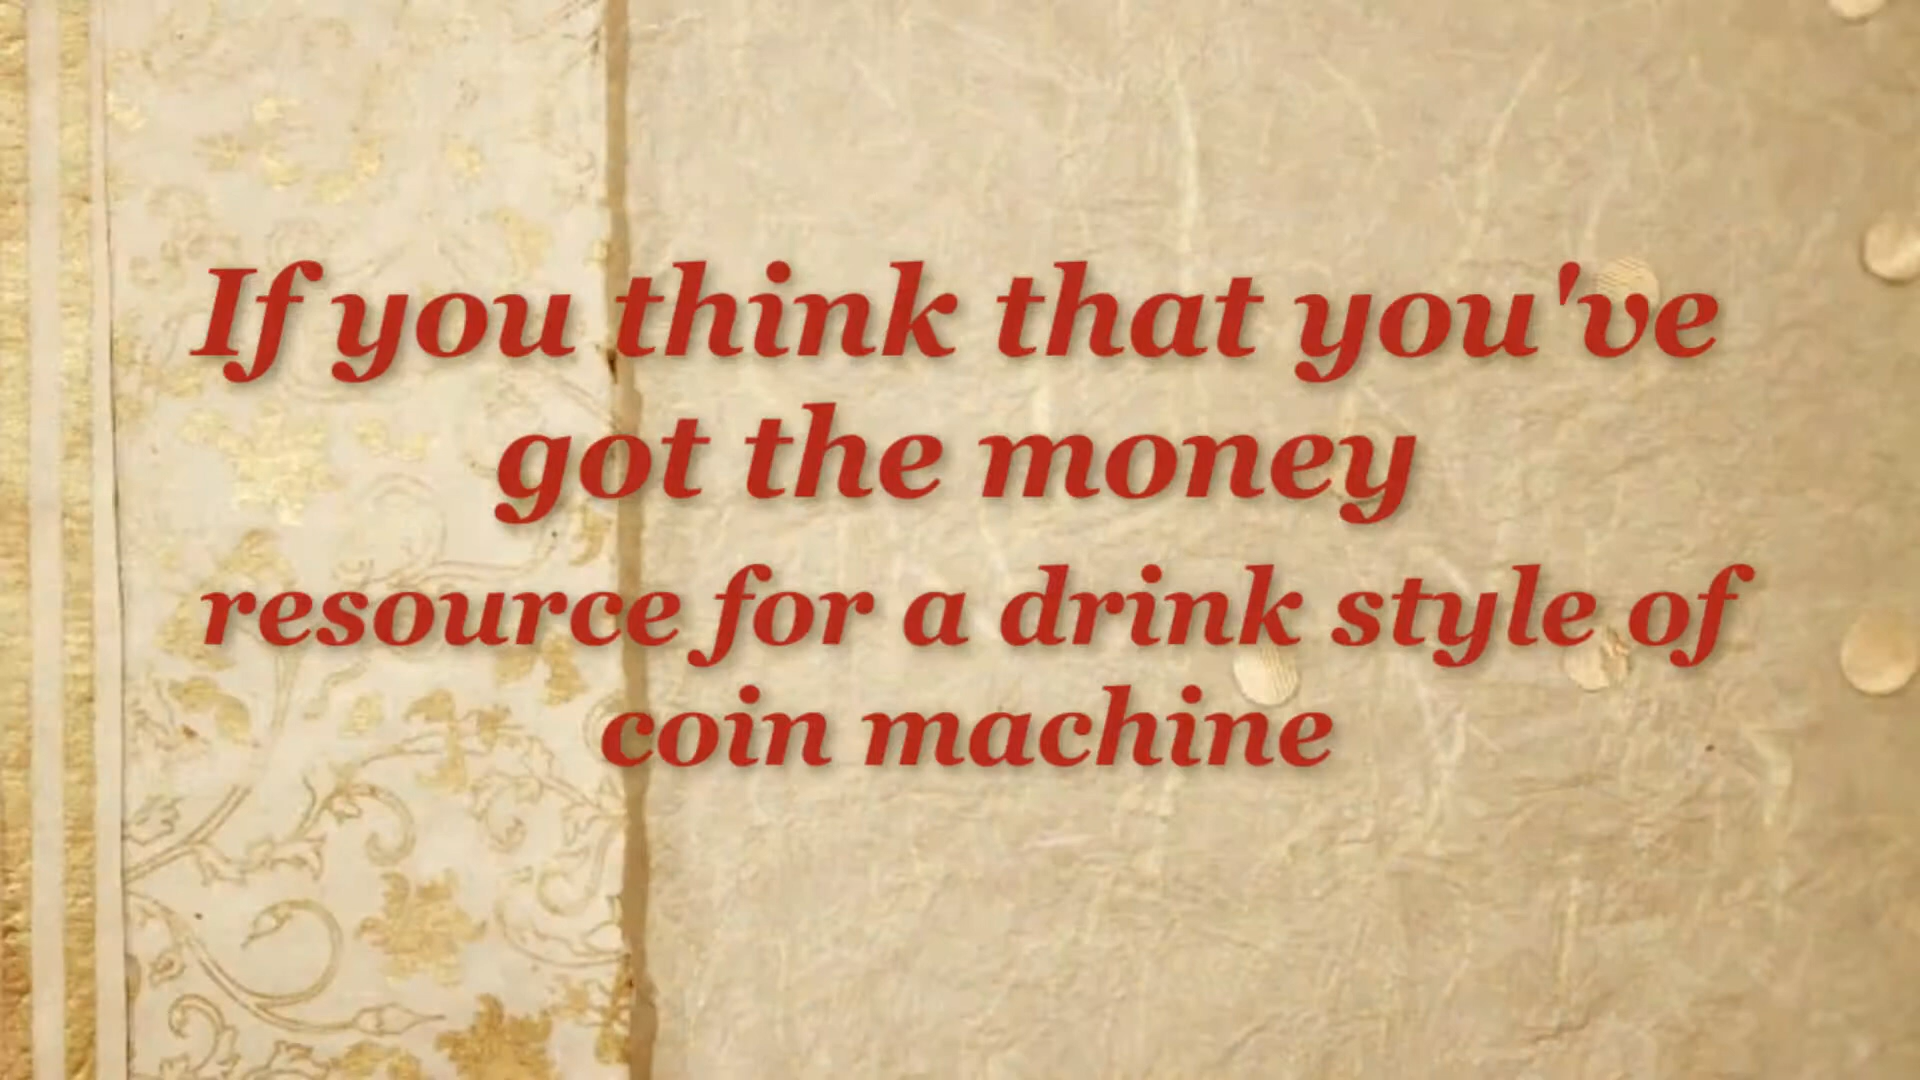 If you think that you've
got the money
resource for a drink style of
coin machine